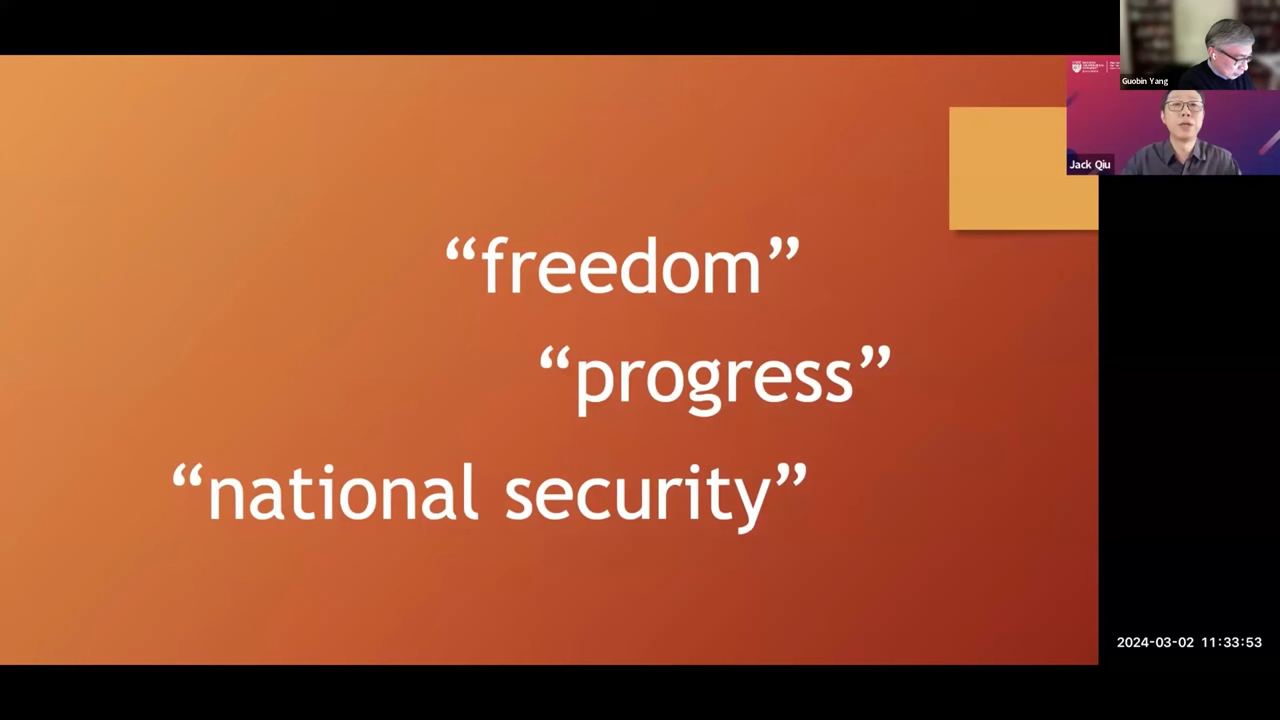 Guobin Yang
Jack Qiu
“freedom”
“progress”
“national security”
2024-03-02 11:33:53